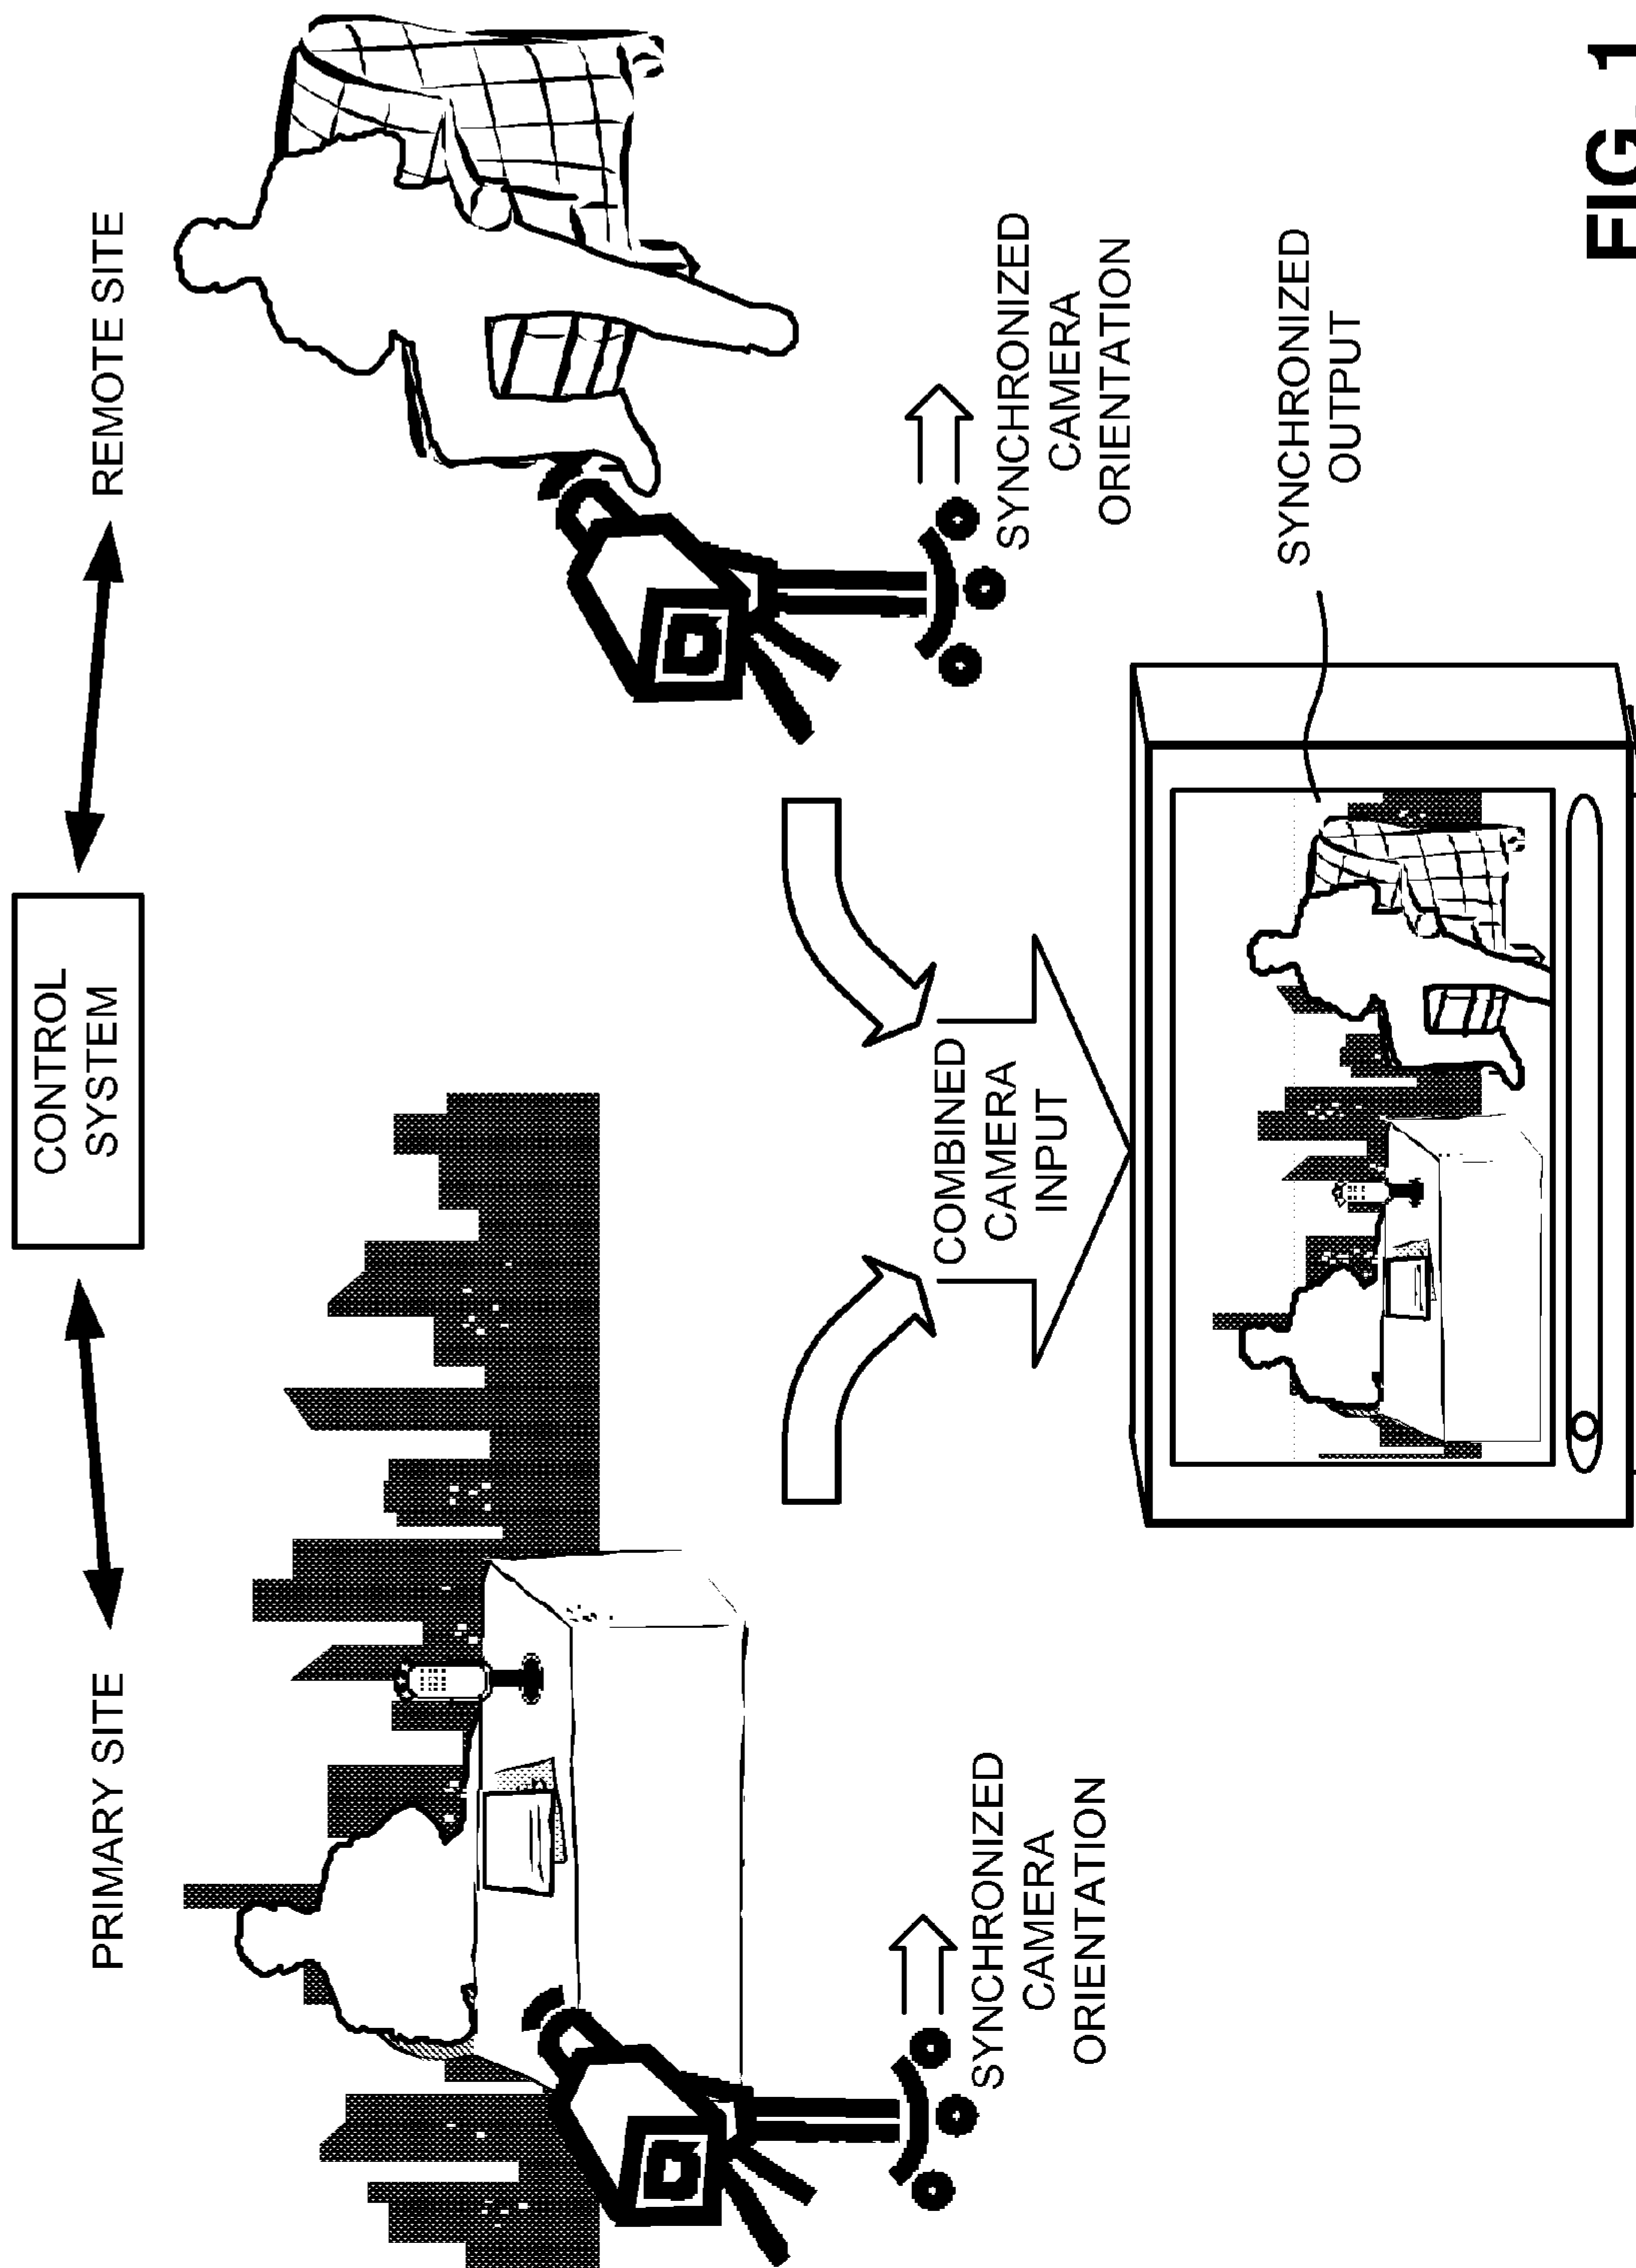 CONTROL
SYSTEM
PRIMARY SITE
REMOTE SITE
SYNCHRONIZED
CAMERA
ORIENTATION
SYNCHRONIZED
CAMERA
ORIENTATION
COMBINED
CAMERA
INPUT
SYNCHRONIZED
OUTPUT
FIG. 1